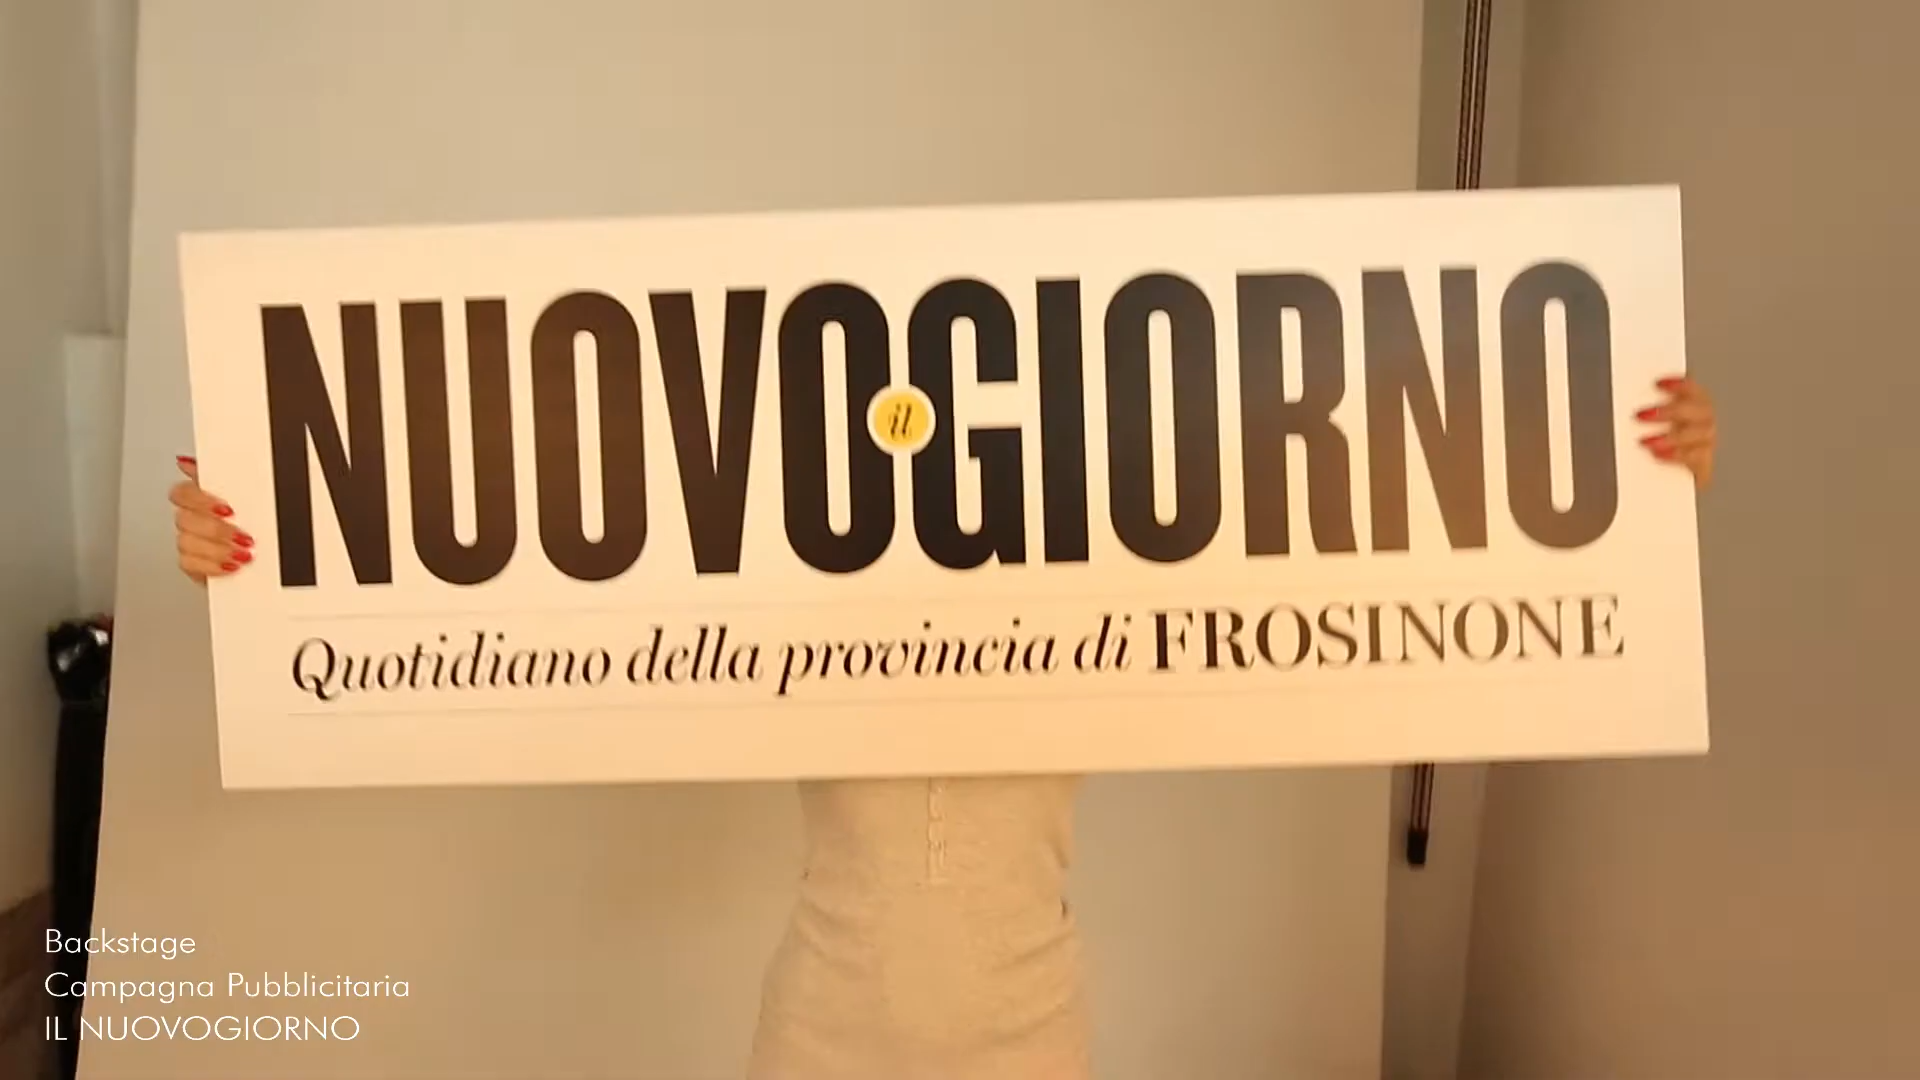 NUOVO il GIORNO
Quotidiano della provincia di FROSINONE
Backstage
Campagna Pubblicitaria
IL NUOVOGIORNO